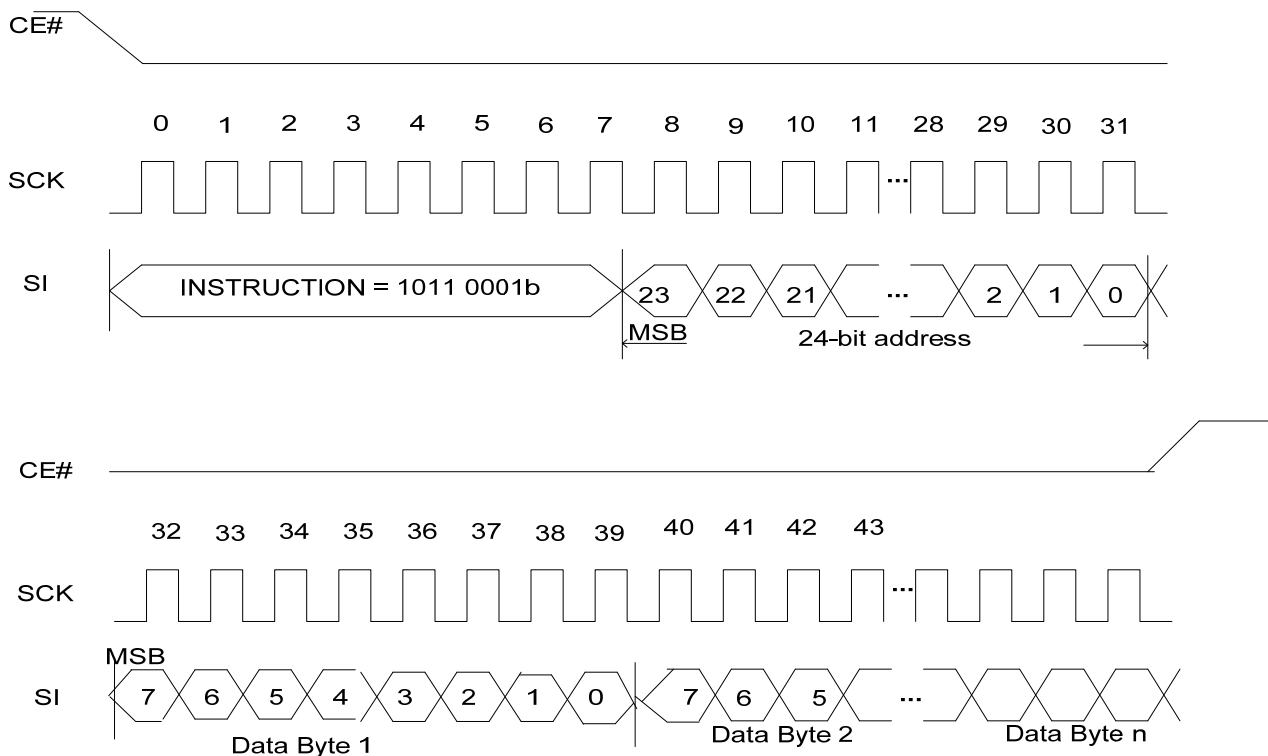 CE#
0 1 2 3 4 5 6 7 8 9 10 11 28 29 30 31
SCK ...
SI INSTRUCTION = 1011 0001b 23 22 21 ... 2 1 0
MSB 24-bit address
CE#
32 33 34 35 36 37 38 39 40 41 42 43
SCK ...
MSB
SI 7 6 5 4 3 2 1 0 7 6 5 ...
Data Byte 1 Data Byte 2 Data Byte n